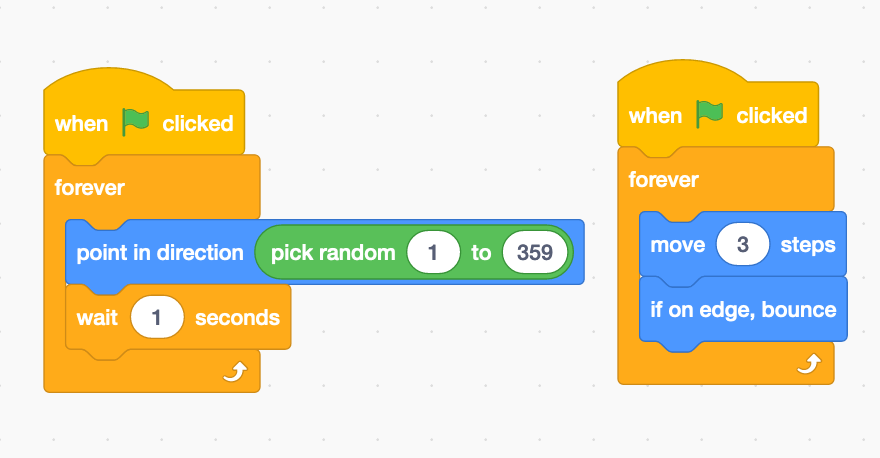 when clicked
forever
point in direction pick random 1 to 359
wait 1 seconds
when clicked
forever
move 3 steps
if on edge, bounce